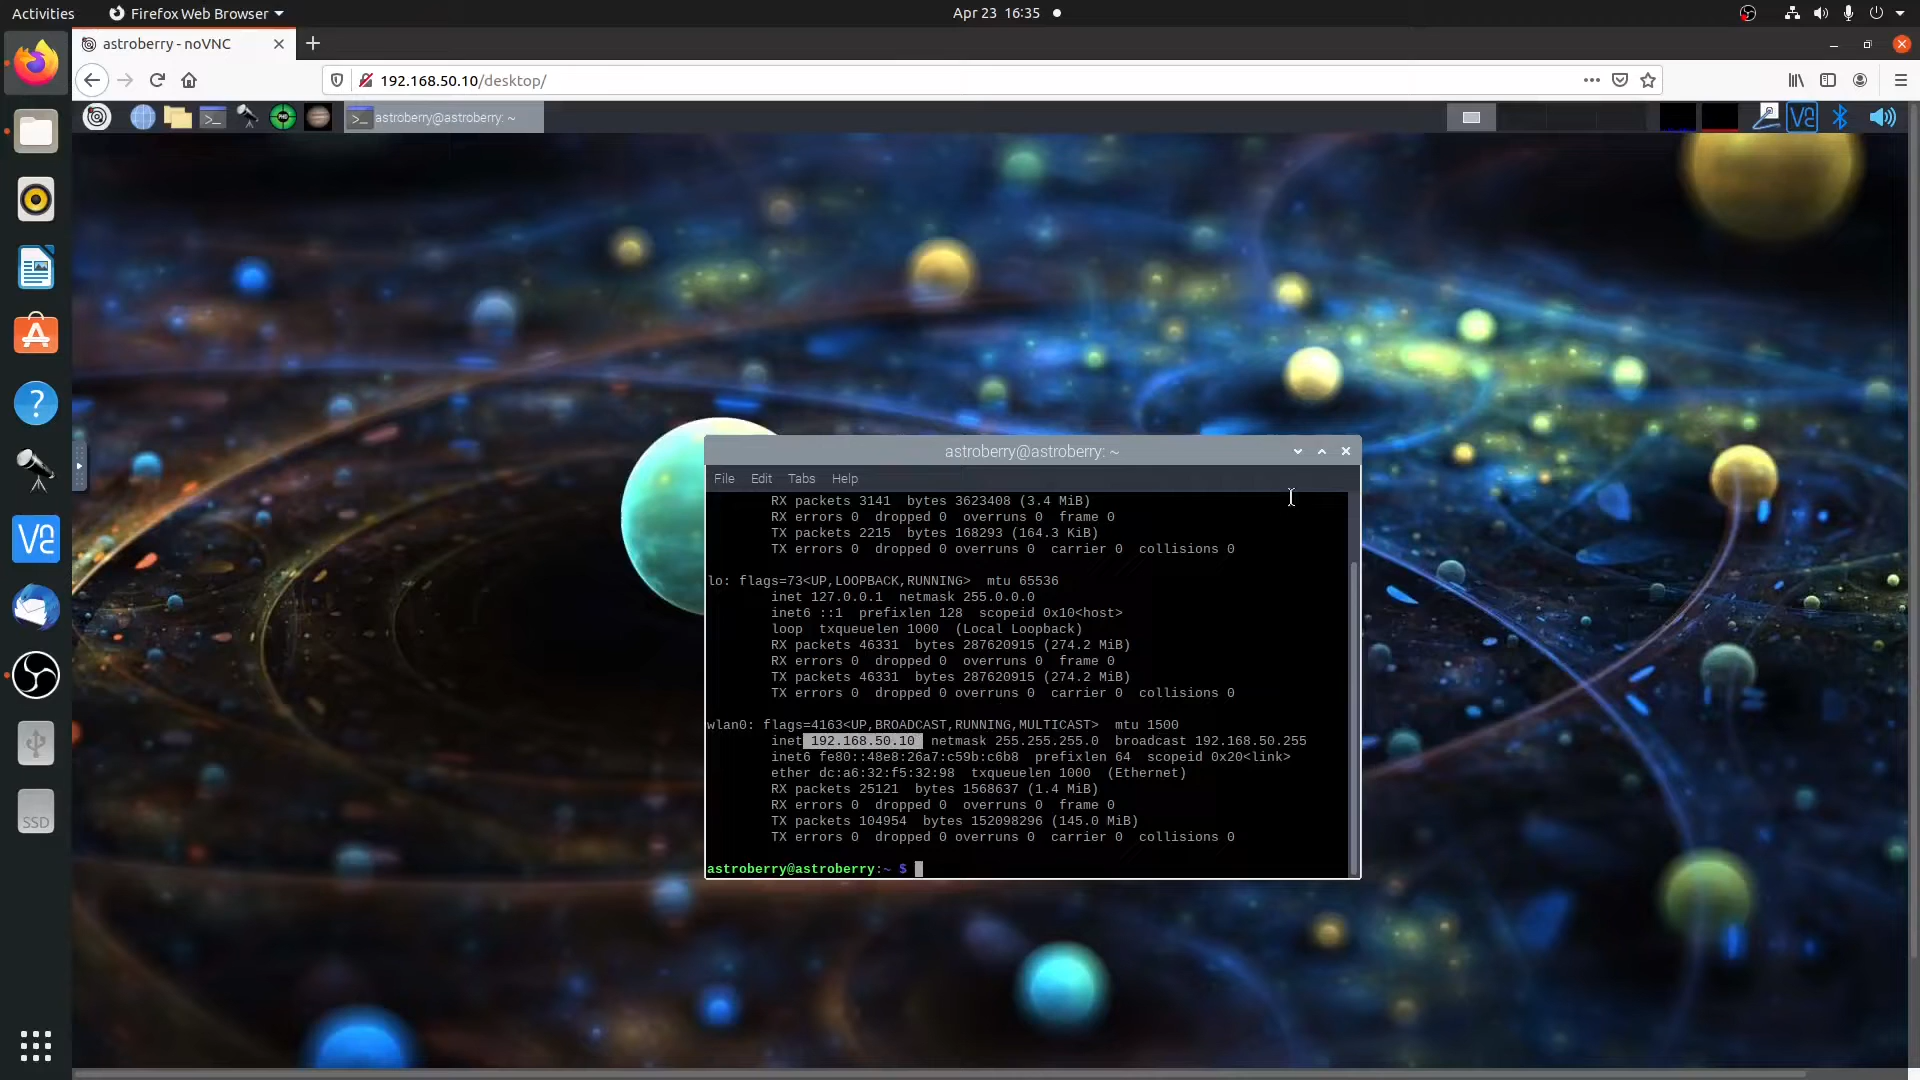 Activities
Firefox Web Browser
Apr 23 16:35
astroberry - noVNC
192.168.50.10/desktop/
astroberry@astroberry: ~
PHD
V2
astroberry@astroberry: ~
File Edit Tabs Help
RX packets 3141  bytes 3623408 (3.4 MiB)
RX errors 0  dropped 0  overruns 0  frame 0
TX packets 2215  bytes 168293 (164.3 KiB)
TX errors 0  dropped 0 overruns 0  carrier 0  collisions 0
lo: flags=73<UP,LOOPBACK,RUNNING>  mtu 65536
inet 127.0.0.1  netmask 255.0.0.0
inet6 ::1  prefixlen 128  scopeid 0x10<host>
loop  txqueuelen 1000  (Local Loopback)
RX packets 46331  bytes 287620915 (274.2 MiB)
RX errors 0  dropped 0  overruns 0  frame 0
TX packets 46331  bytes 287620915 (274.2 MiB)
TX errors 0  dropped 0 overruns 0  carrier 0  collisions 0
wlan0: flags=4163<UP,BROADCAST,RUNNING,MULTICAST>  mtu 1500
inet 192.168.50.10  netmask 255.255.255.0  broadcast 192.168.50.255
inet6 fe80::48e8:26a7:c59b:c6b8  prefixlen 64  scopeid 0x20<link>
ether dc:a6:32:f5:32:98  txqueuelen 1000  (Ethernet)
RX packets 25121  bytes 1568637 (1.4 MiB)
RX errors 0  dropped 0  overruns 0  frame 0
TX packets 104954  bytes 152098296 (145.0 MiB)
TX errors 0  dropped 0 overruns 0  carrier 0  collisions 0
astroberry@astroberry:~ $
V2
SSD